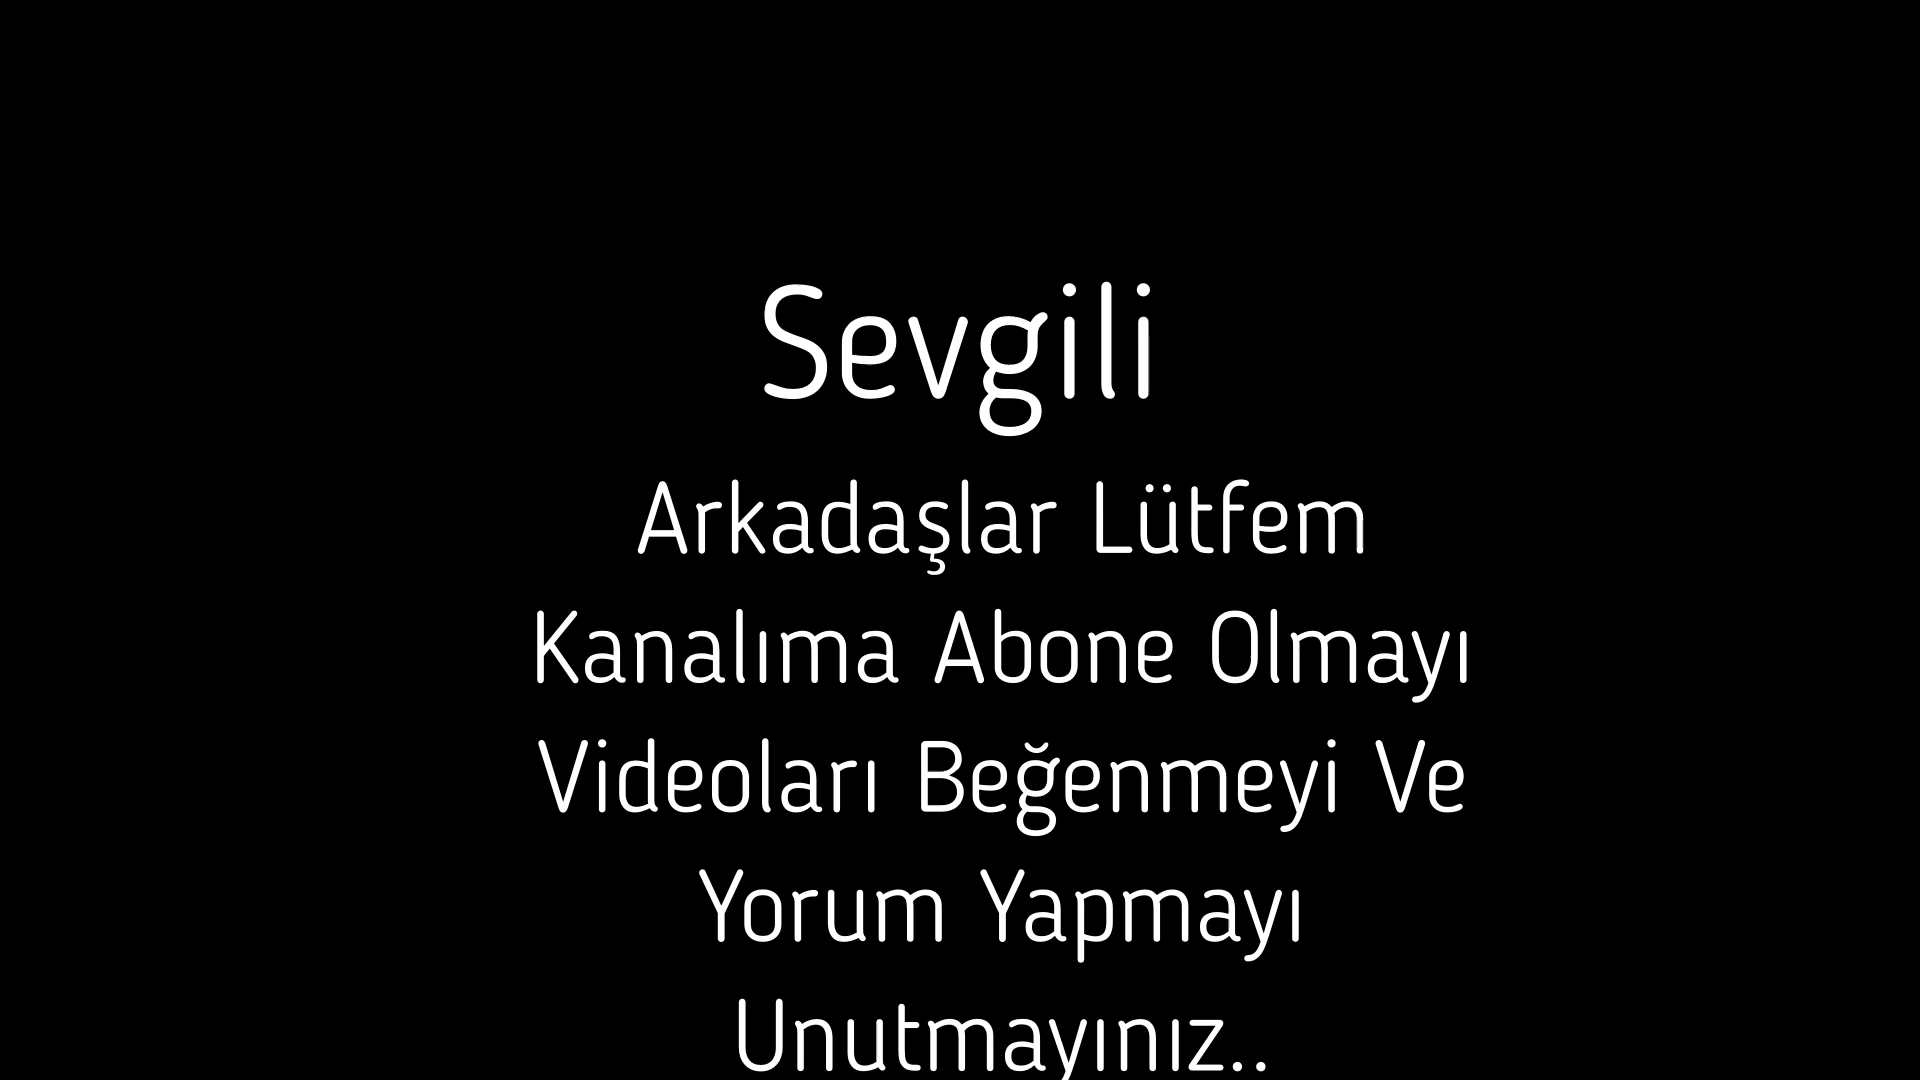 Sevgili
Arkadaşlar Lütfem
Kanalıma Abone Olmayı
Videoları Beğenmeyi Ve
Yorum Yapmayı
Unutmayınız..